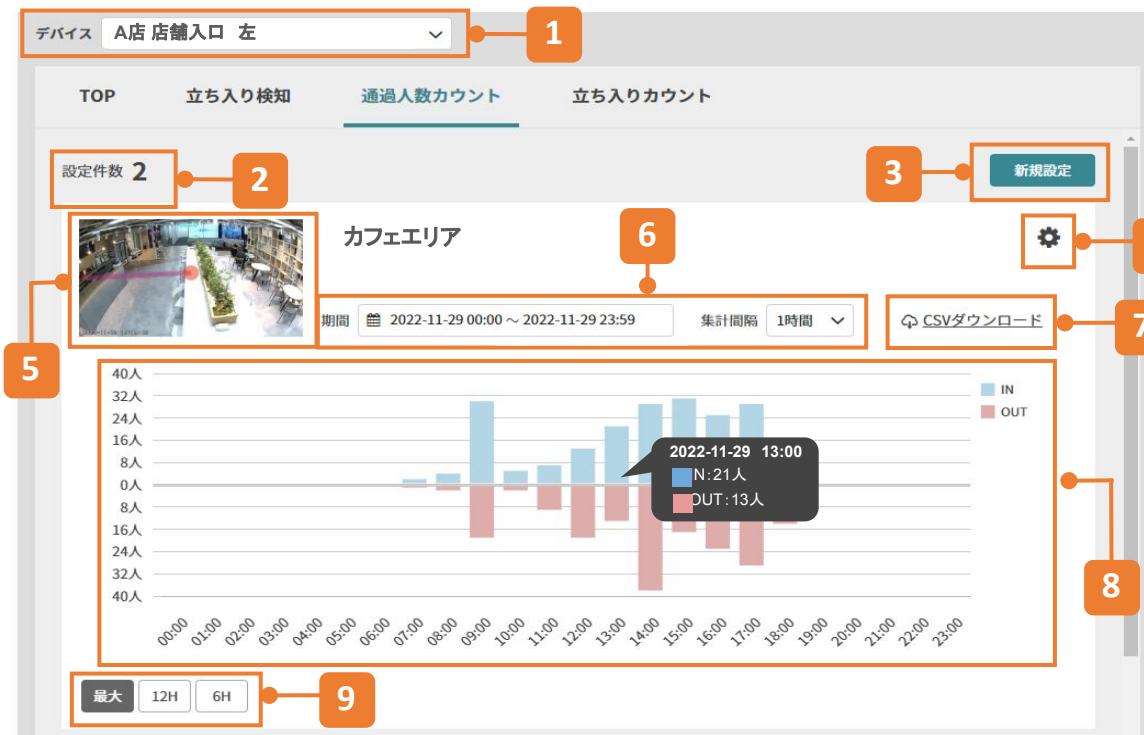 デバイス A店 店舗入口 左
1
TOP 立ち入り検知 通過人数カウント 立ち入りカウント
設定件数 2
2
3
新規設定
カフェエリア
6
期間 2022-11-29 00:00 ～ 2022-11-29 23:59 集計間隔 1時間
CSVダウンロード
7
5
40人
32人
24人
16人
8人
0人
8人
16人
24人
32人
40人
IN
OUT
2022-11-29 13:00
N:21人
OUT:13人
8
00:00 01:00 02:00 03:00 04:00 05:00 06:00 07:00 08:00 09:00 10:00 11:00 12:00 13:00 14:00 15:00 16:00 17:00 18:00 19:00 20:00 21:00 22:00 23:00
最大 12H 6H
9